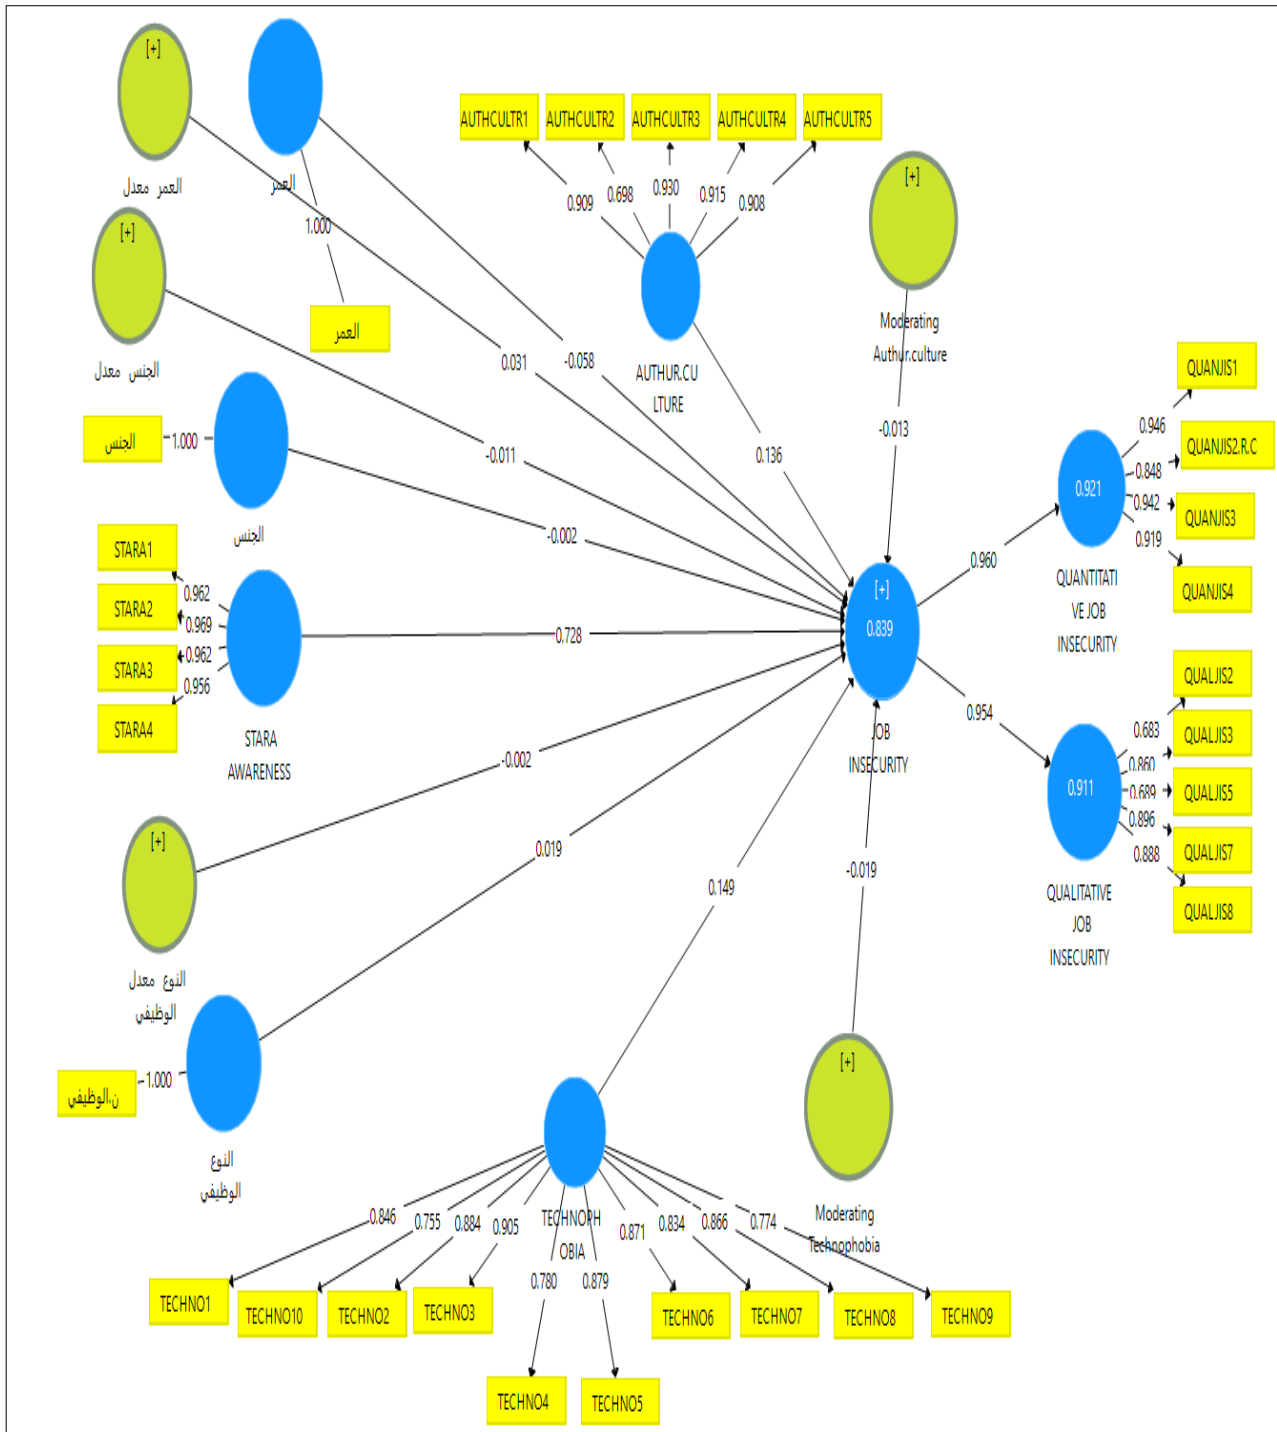 [+]
العمر معدل
العمر
1.000
العمر
[+]
الجنس معدل
الجنس
1.000
الجنس
AUTHCULTR1
AUTHCULTR2
AUTHCULTR3
AUTHCULTR4
AUTHCULTR5
0.909
0.698
0.930
0.915
0.908
AUTHUR.CU
LTURE
[+]
Moderating
Authur.culture
0.031
-0.058
-0.011
-0.002
0.136
-0.013
STARA1
STARA2
STARA3
STARA4
0.962
0.969
0.962
0.956
STARA
AWARENESS
0.728
[+]
0.839
JOB
INSECURITY
0.960
0.954
0.921
QUANTITATI
VE JOB
INSECURITY
0.946
0.848
0.942
0.919
QUANJIS1
QUANJIS2.R.C
QUANJIS3
QUANJIS4
0.911
QUALITATIVE
JOB
INSECURITY
0.683
0.860
0.689
0.896
0.888
QUALJIS2
QUALJIS3
QUALJIS5
QUALJIS7
QUALJIS8
-0.002
0.019
0.149
-0.019
[+]
النوع معدل
الوظيفي
1.000
ن.الوظيفي
النوع
الوظيفي
[+]
Moderating
Technophobia
TECHNOPH
OBIA
0.846
0.755
0.884
0.905
0.780
0.879
0.871
0.834
0.866
0.774
TECHNO1
TECHNO10
TECHNO2
TECHNO3
TECHNO6
TECHNO7
TECHNO8
TECHNO9
TECHNO4
TECHNO5